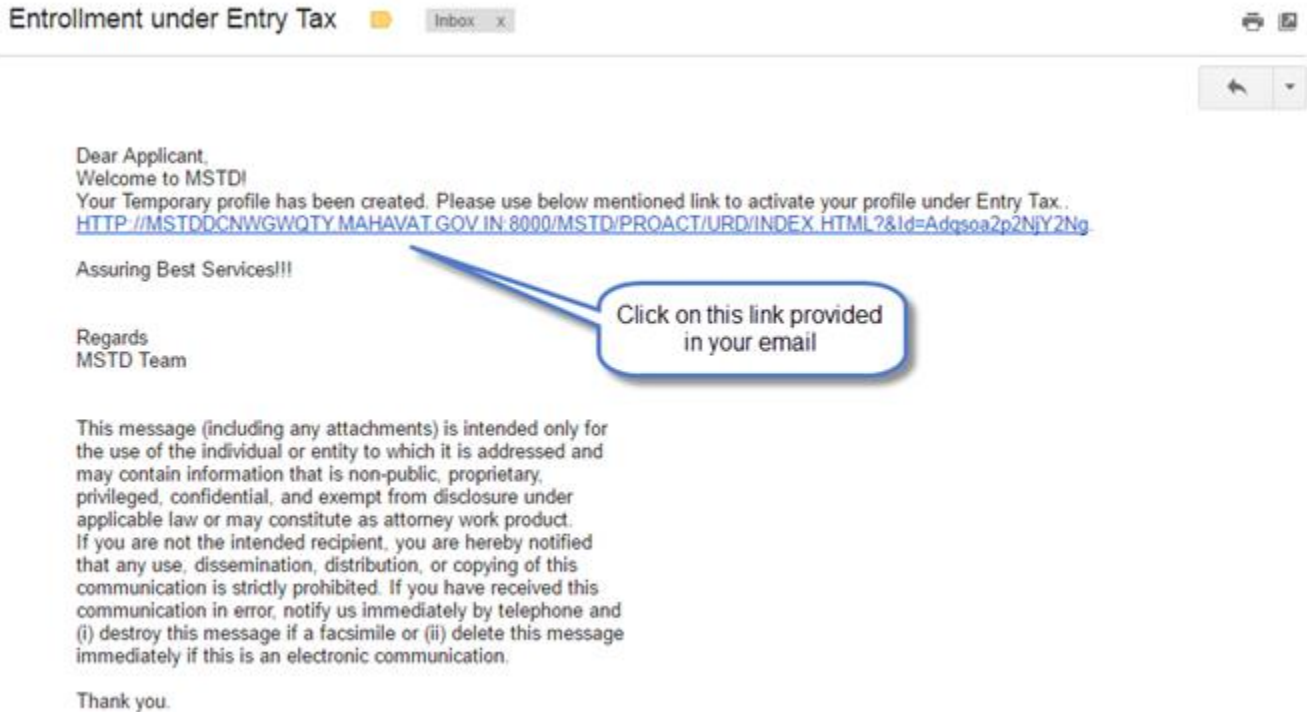 Entrollment under Entry Tax
Inbox x
Dear Applicant,
Welcome to MSTD!
Your Temporary profile has been created. Please use below mentioned link to activate your profile under Entry Tax..
HTTP://MSTDDCNWGWQTY.MAHAVAT.GOV.IN:8000/MSTD/PROACT/URD/INDEX.HTML?&Id=Adqsoa2p2NjY2Ng.
Assuring Best Services!!!
Click on this link provided
in your email
Regards
MSTD Team
This message (including any attachments) is intended only for
the use of the individual or entity to which it is addressed and
may contain information that is non-public, proprietary,
privileged, confidential, and exempt from disclosure under
applicable law or may constitute as attorney work product.
If you are not the intended recipient, you are hereby notified
that any use, dissemination, distribution, or copying of this
communication is strictly prohibited. If you have received this
communication in error, notify us immediately by telephone and
(i) destroy this message if a facsimile or (ii) delete this message
immediately if this is an electronic communication.
Thank you.